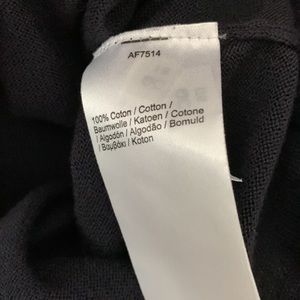 AF7514
100% Coton / Cotton /
Baumwolle / Katoen / Cotone
/ Algodón / Algodão / Bomuld
/ Βαμβάκι / Koton